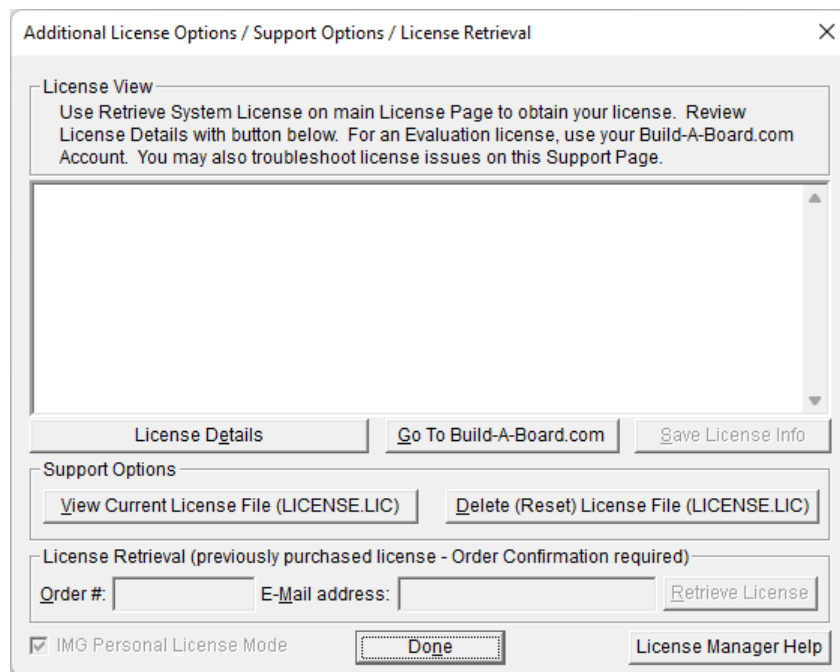 Additional License Options / Support Options / License Retrieval
License View
Use Retrieve System License on main License Page to obtain your license. Review
License Details with button below. For an Evaluation license, use your Build-A-Board.com
Account. You may also troubleshoot license issues on this Support Page.
License Details
Go To Build-A-Board.com
Save License Info
Support Options
View Current License File (LICENSE.LIC)
Delete (Reset) License File (LICENSE.LIC)
License Retrieval (previously purchased license - Order Confirmation required)
Order #:
E-Mail address:
Retrieve License
IMG Personal License Mode
Done
License Manager Help